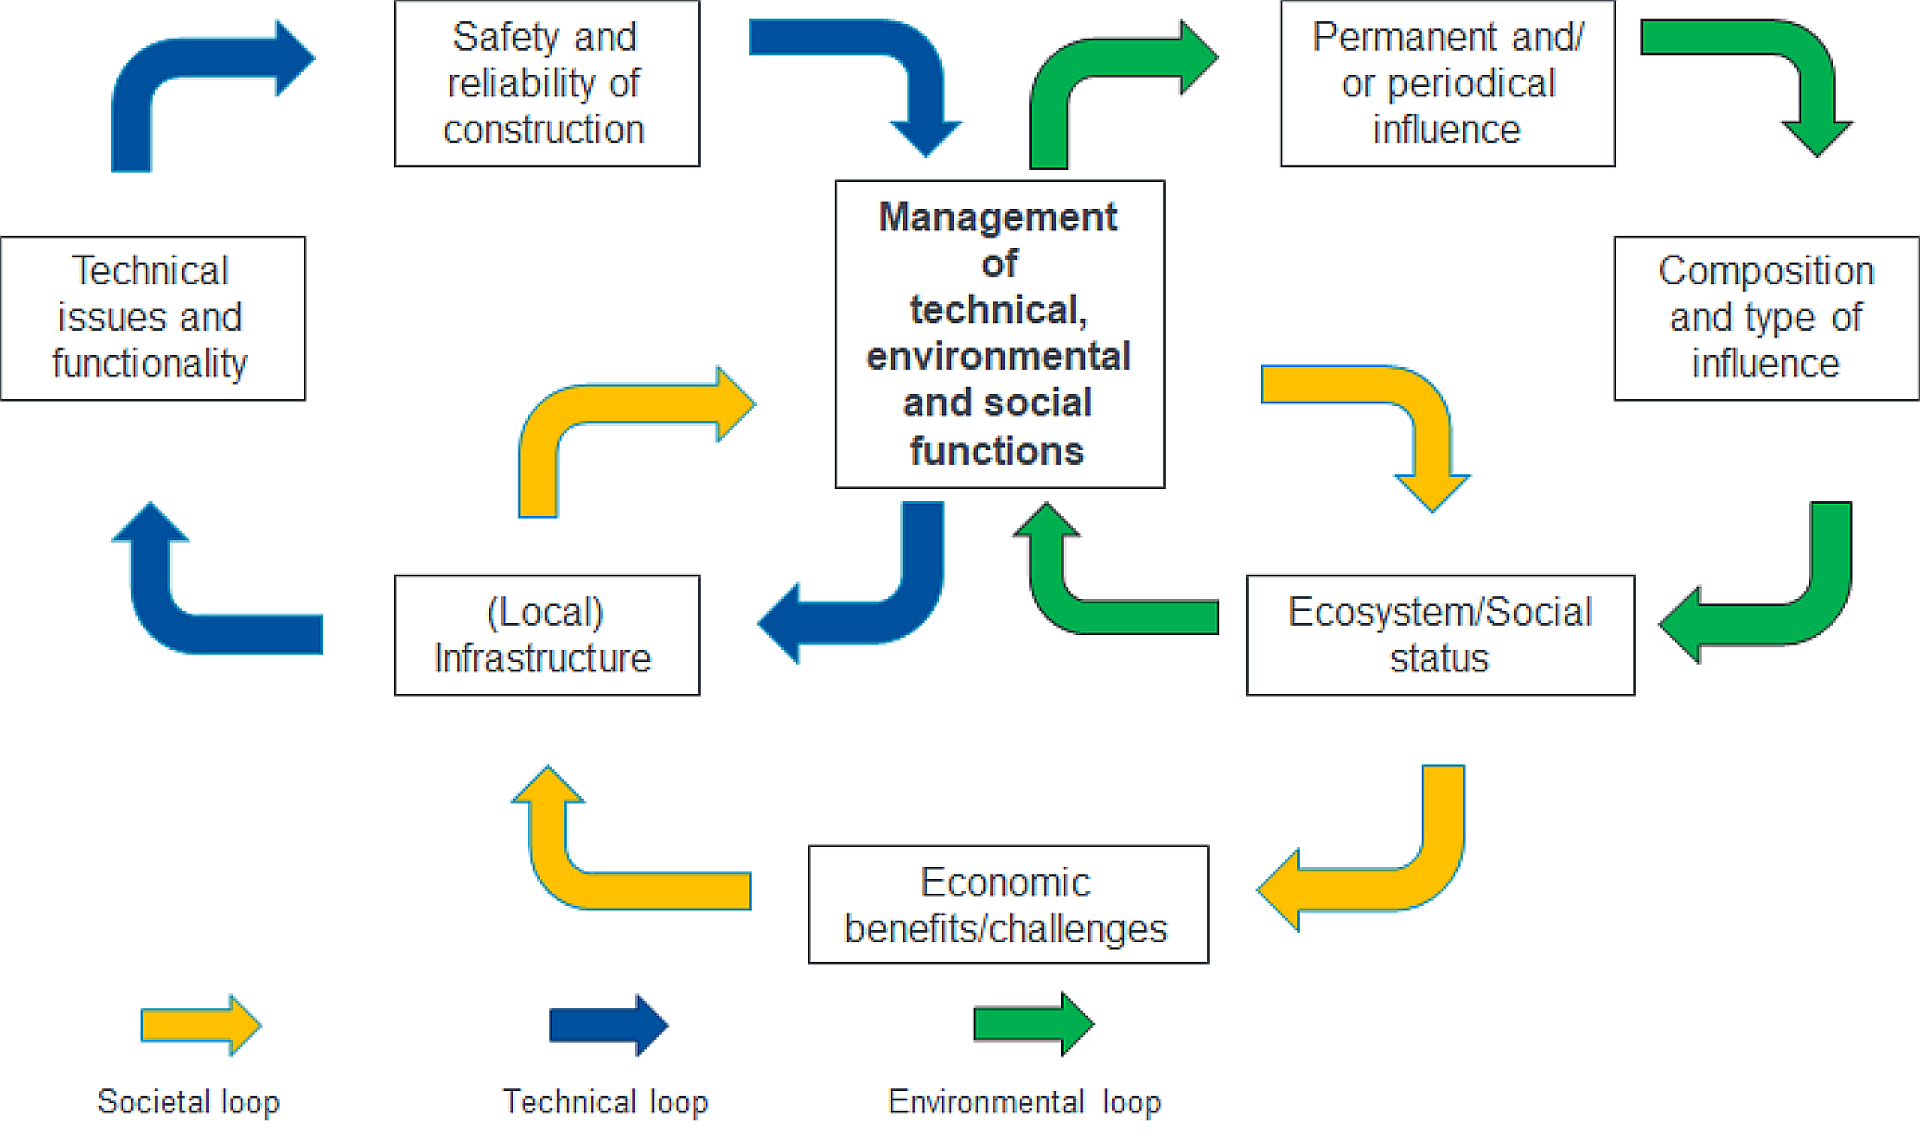 Safety and
reliability of
construction
Permanent and/
or periodical
influence
Technical
issues and
functionality
Management
of
technical,
environmental
and social
functions
Composition
and type of
influence
(Local)
Infrastructure
Ecosystem/Social
status
Economic
benefits/challenges
Societal loop
Technical loop
Environmental loop